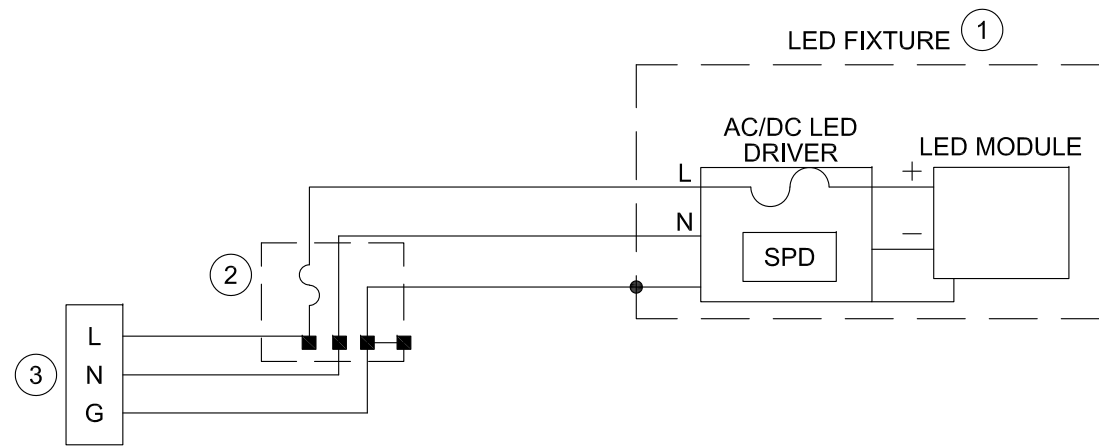 LED FIXTURE 1
AC/DC LED
DRIVER
LED MODULE
L
+
N
−
SPD
2
L
N
G
3